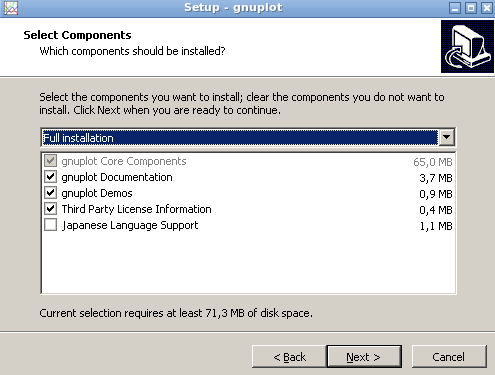 Setup - gnuplot
Select Components
Which components should be installed?
Select the components you want to install; clear the components you do not want to
install. Click Next when you are ready to continue.
Full installation
gnuplot Core Components 65,0 MB
gnuplot Documentation 3,7 MB
gnuplot Demos 0,9 MB
Third Party License Information 0,4 MB
Japanese Language Support 1,1 MB
Current selection requires at least 71,3 MB of disk space.
< Back Next > Cancel